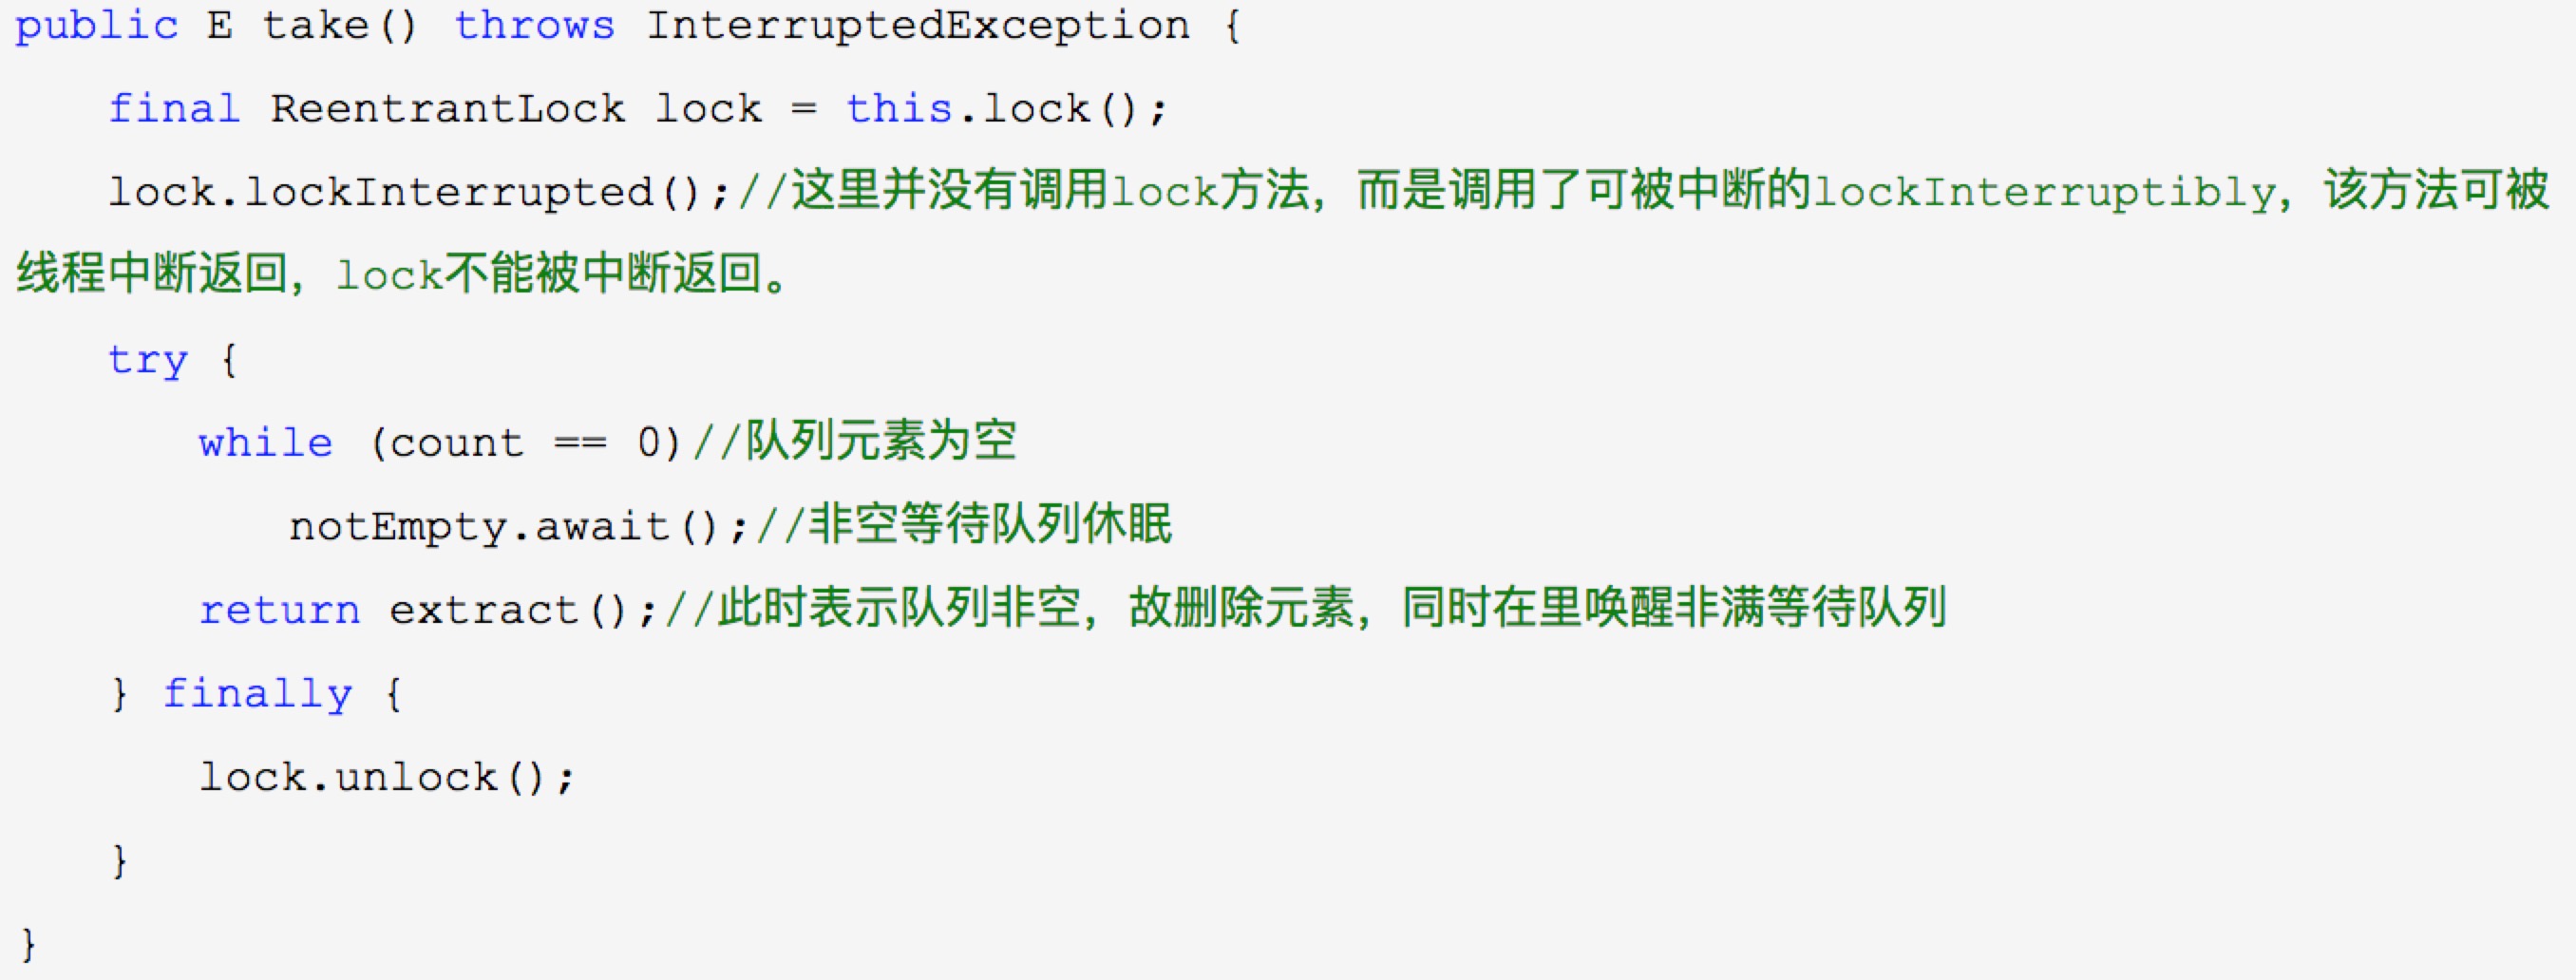 public E take() throws InterruptedException {
final ReentrantLock lock = this.lock();
lock.lockInterrupted();//这里并没有调用lock方法，而是调用了可被中断的lockInterruptibly，该方法可被
线程中断返回，lock不能被中断返回。
try {
while (count == 0)//队列元素为空
notEmpty.await();//非空等待队列休眠
return extract();//此时表示队列非空，故删除元素，同时在里唤醒非满等待队列
} finally {
lock.unlock();
}
}